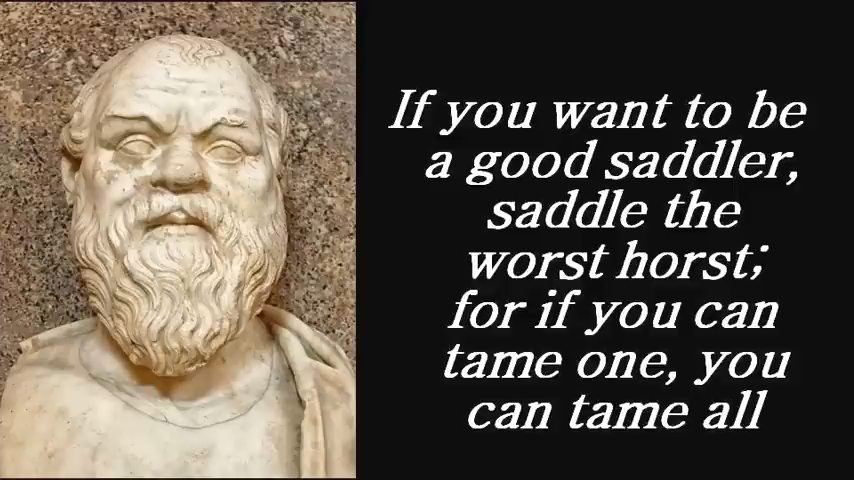 If you want to be
a good saddler,
saddle the
worst horst;
for if you can
tame one, you
can tame all